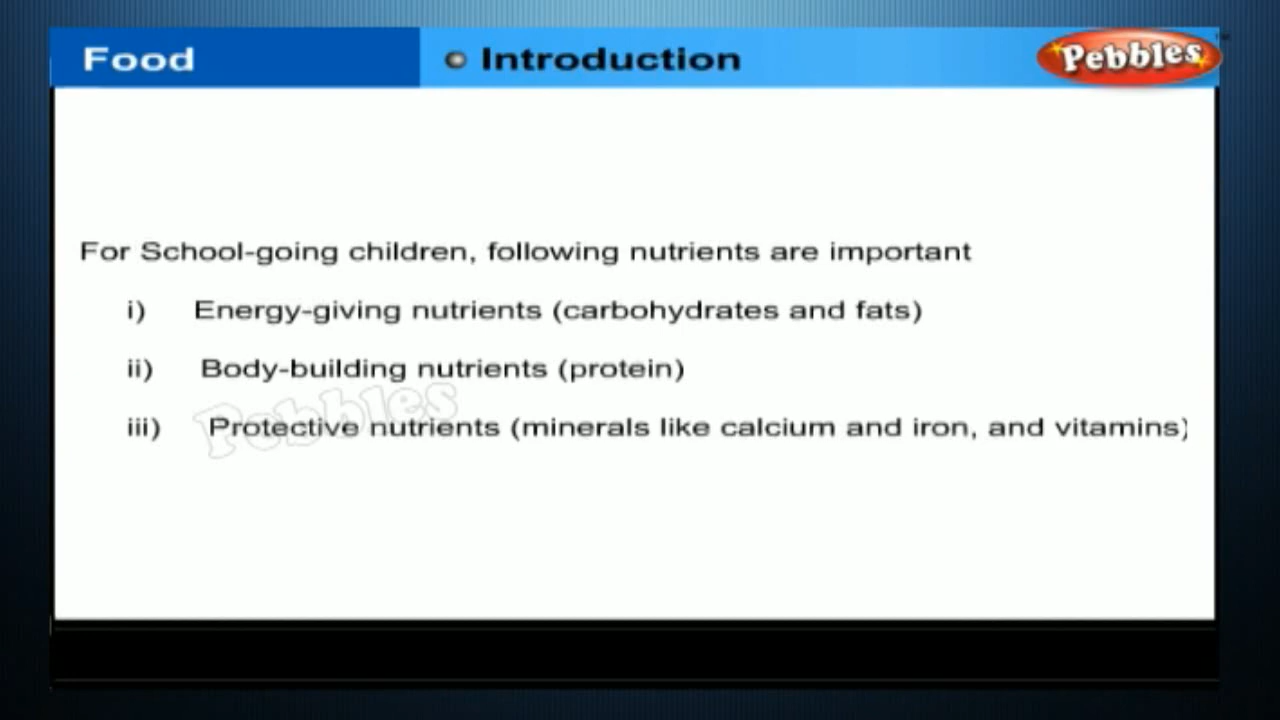 Food
Introduction
Pebbles
For School-going children, following nutrients are important
i) Energy-giving nutrients (carbohydrates and fats)
ii) Body-building nutrients (protein)
Pebbles
iii) Protective nutrients (minerals like calcium and iron, and vitamins)